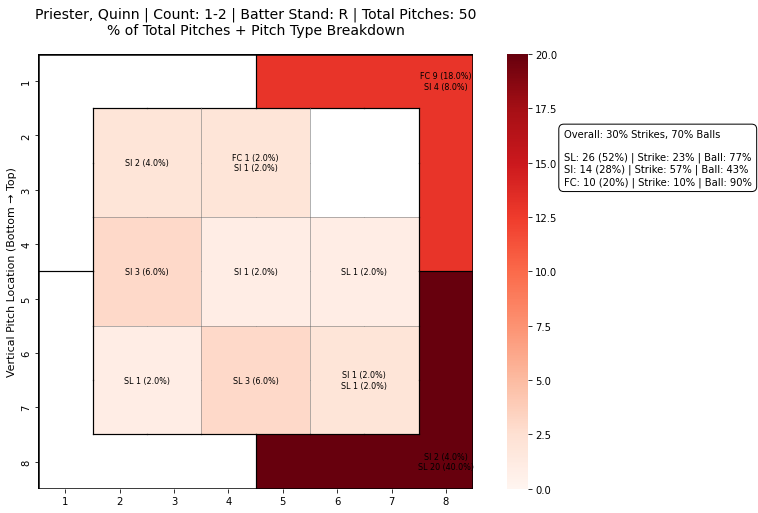 Priester, Quinn | Count: 1-2 | Batter Stand: R | Total Pitches: 50
% of Total Pitches + Pitch Type Breakdown
Vertical Pitch Location (Bottom → Top)
1
2
3
4
5
6
7
8
FC 9 (18.0%)
SI 4 (8.0%)
SI 2 (4.0%)
FC 1 (2.0%)
SI 1 (2.0%)
SI 3 (6.0%)
SI 1 (2.0%)
SL 1 (2.0%)
SL 1 (2.0%)
SL 3 (6.0%)
SI 1 (2.0%)
SL 1 (2.0%)
SI 2 (4.0%)
SL 20 (40.0%)
1
2
3
4
5
6
7
8
20.0
17.5
15.0
12.5
10.0
7.5
5.0
2.5
0.0
Overall: 30% Strikes, 70% Balls
SL: 26 (52%) | Strike: 23% | Ball: 77%
SI: 14 (28%) | Strike: 57% | Ball: 43%
FC: 10 (20%) | Strike: 10% | Ball: 90%